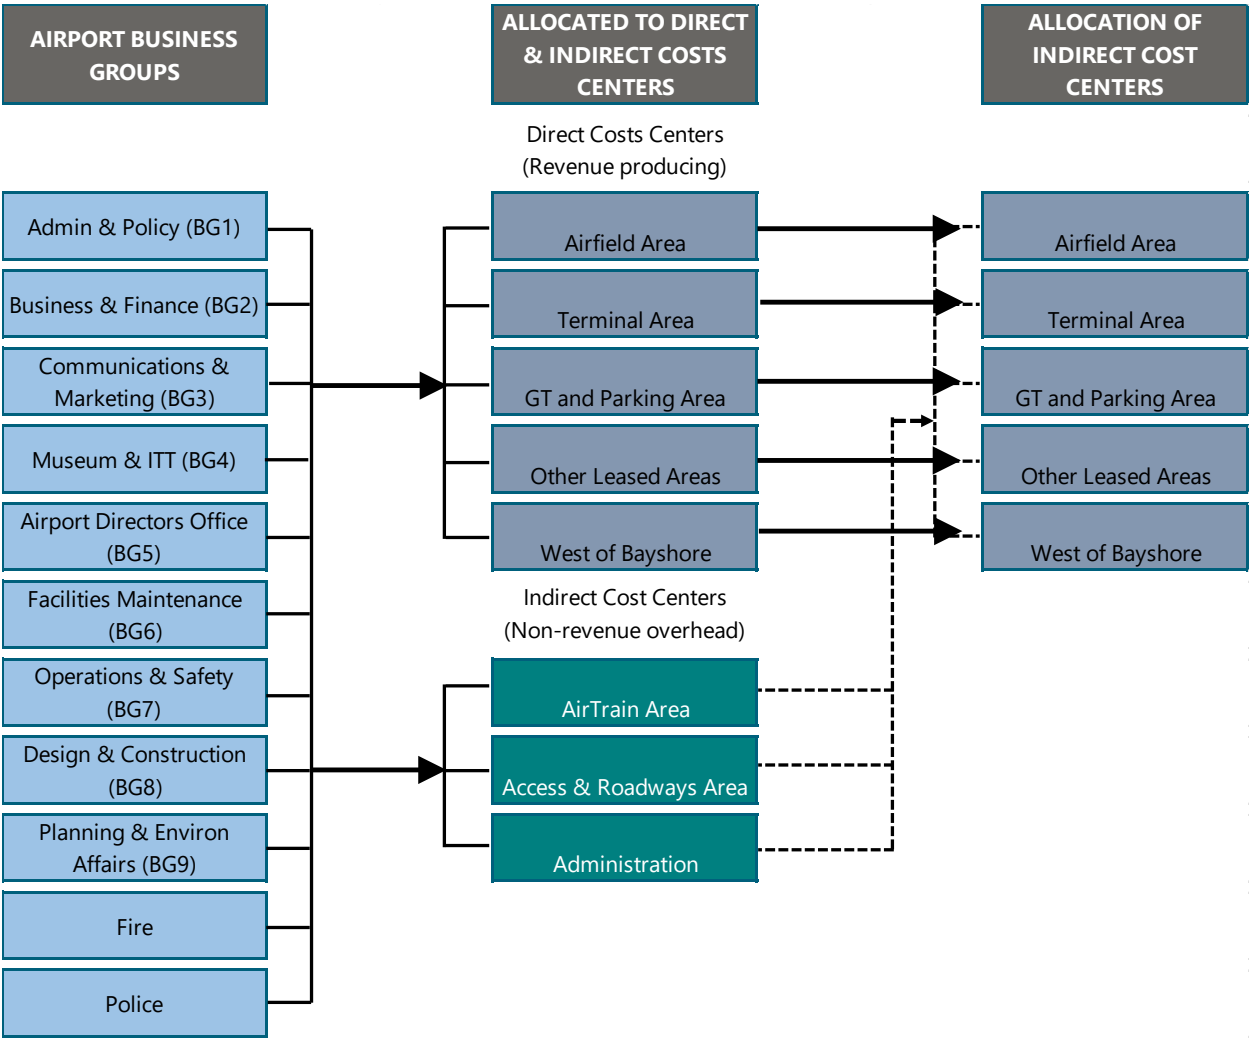 AIRPORT BUSINESS
GROUPS
ALLOCATED TO DIRECT
& INDIRECT COSTS
CENTERS
ALLOCATION OF
INDIRECT COST
CENTERS
Admin & Policy (BG1)
Business & Finance (BG2)
Communications &
Marketing (BG3)
Museum & ITT (BG4)
Airport Directors Office
(BG5)
Facilities Maintenance
(BG6)
Operations & Safety
(BG7)
Design & Construction
(BG8)
Planning & Environ
Affairs (BG9)
Fire
Police
Direct Costs Centers
(Revenue producing)
Airfield Area
Terminal Area
GT and Parking Area
Other Leased Areas
West of Bayshore
Indirect Cost Centers
(Non-revenue overhead)
AirTrain Area
Access & Roadways Area
Administration
Airfield Area
Terminal Area
GT and Parking Area
Other Leased Areas
West of Bayshore